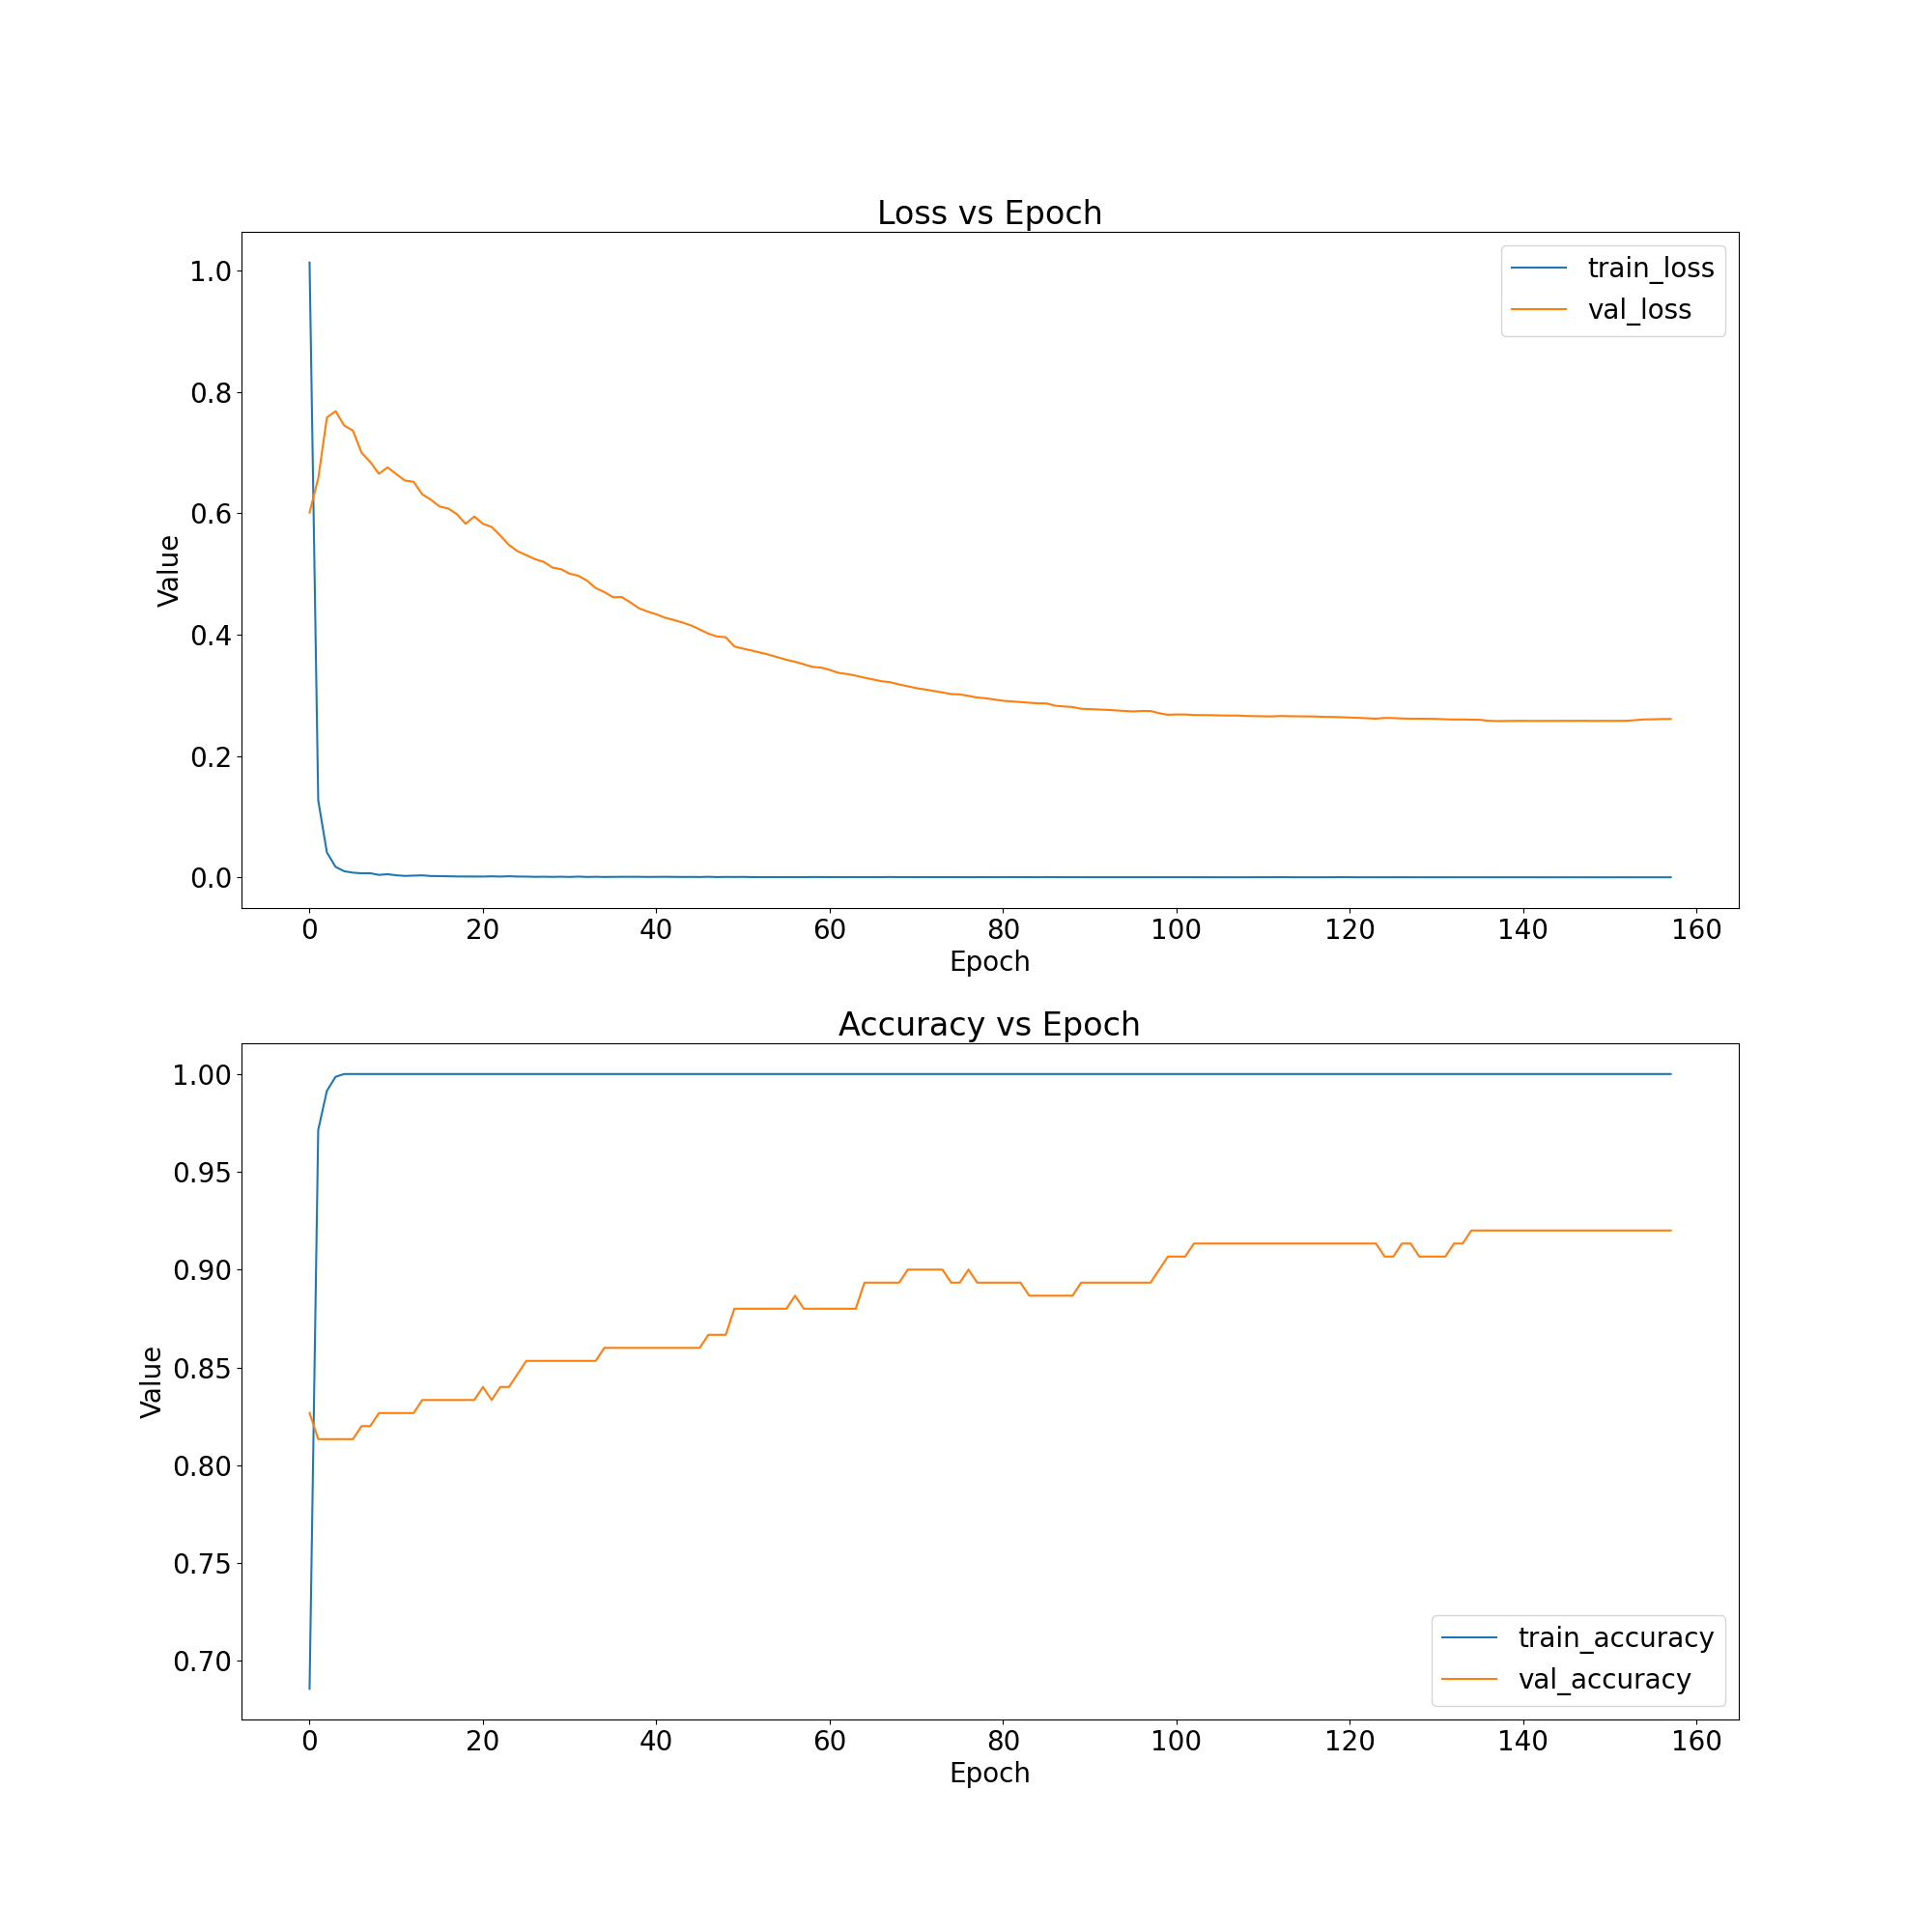 Loss vs Epoch
1.0
0.8
0.6
0.4
0.2
0.0
Value
train_loss
val_loss
0 20 40 60 80 100 120 140 160
Epoch
Accuracy vs Epoch
1.00
0.95
0.90
0.85
0.80
0.75
0.70
Value
train_accuracy
val_accuracy
0 20 40 60 80 100 120 140 160
Epoch